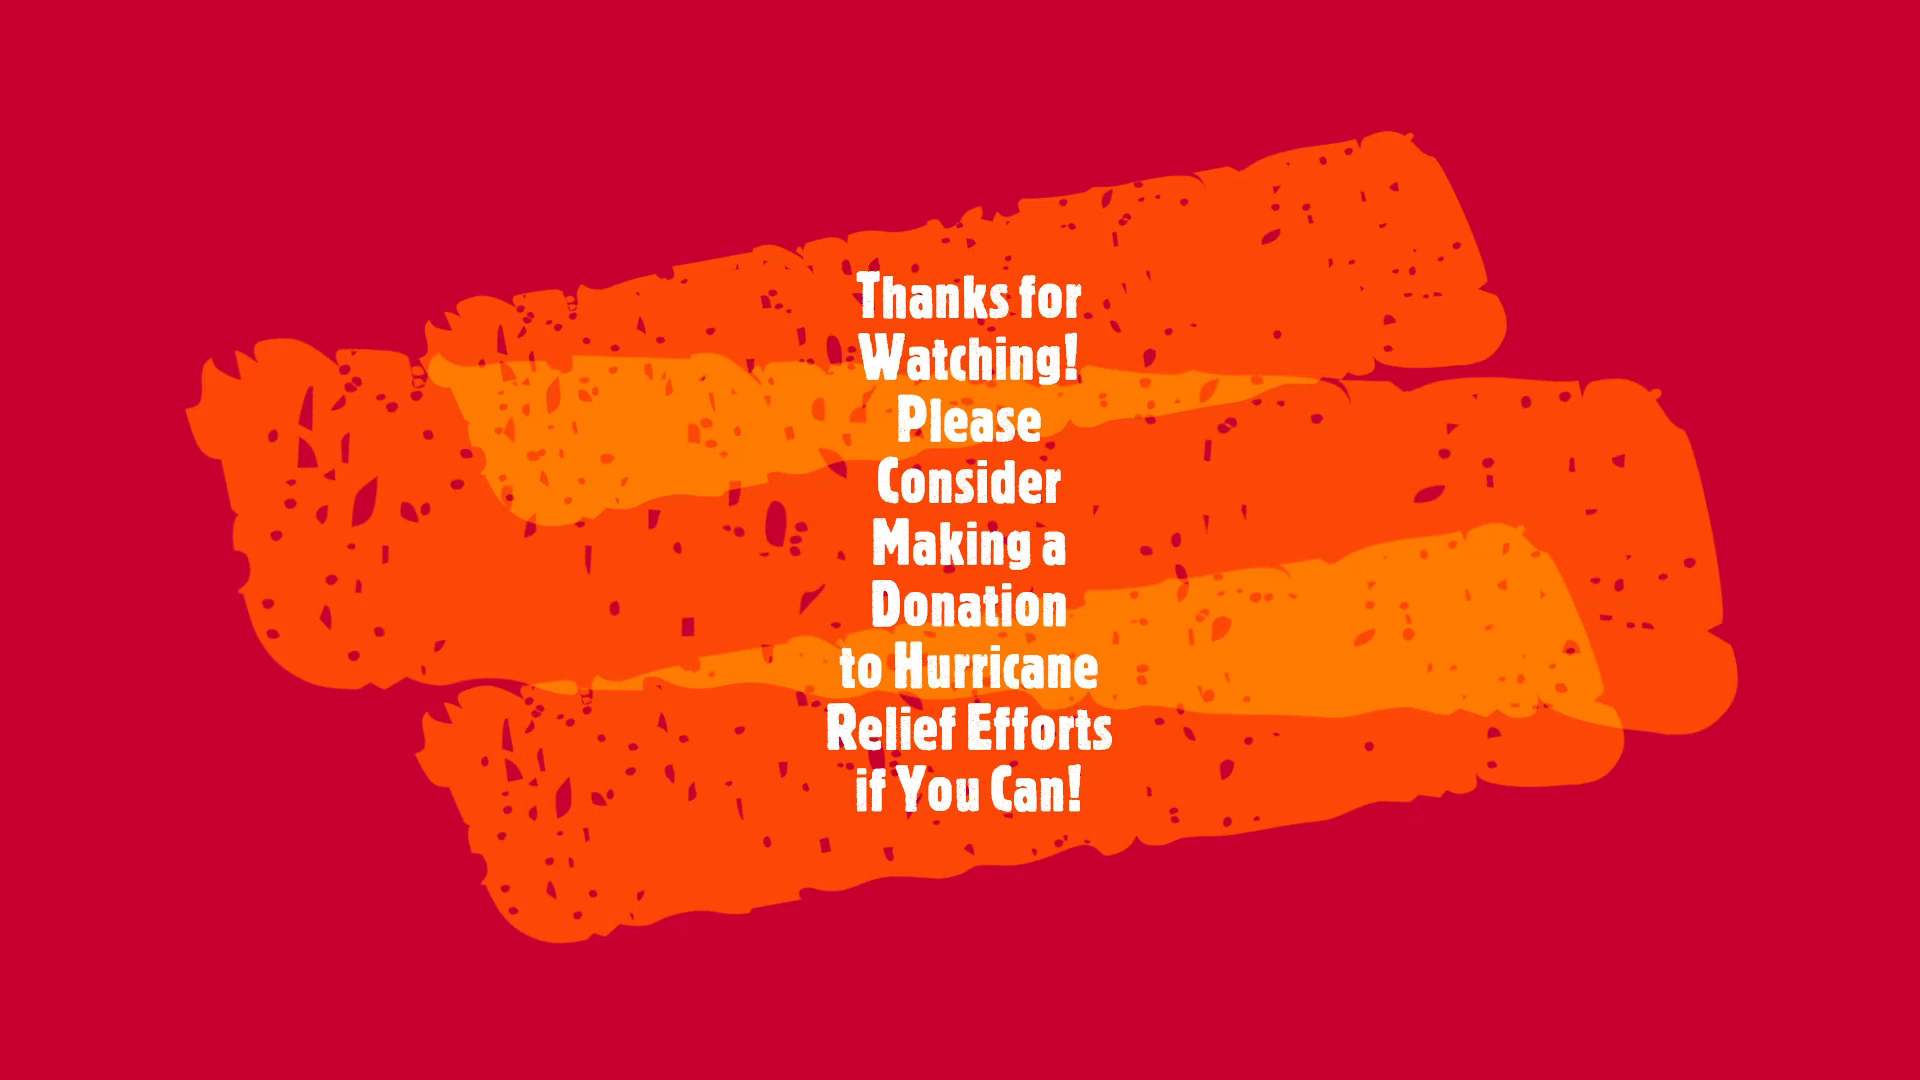 Thanks for
Watching!
Please
Consider
Making a
Donation
to Hurricane
Relief Efforts
if You Can!